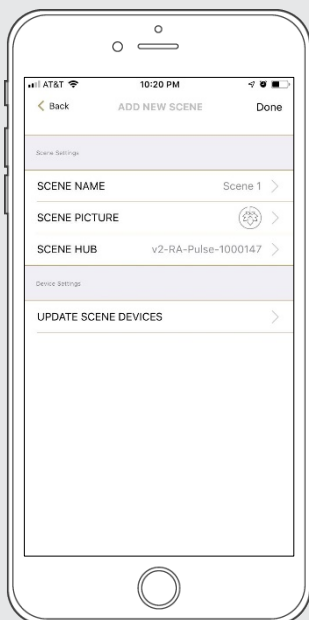 AT&T 10:20 PM
Back ADD NEW SCENE Done
Scene Settings
SCENE NAME Scene 1
SCENE PICTURE
SCENE HUB v2-RA-Pulse-1000147
Device Settings
UPDATE SCENE DEVICES